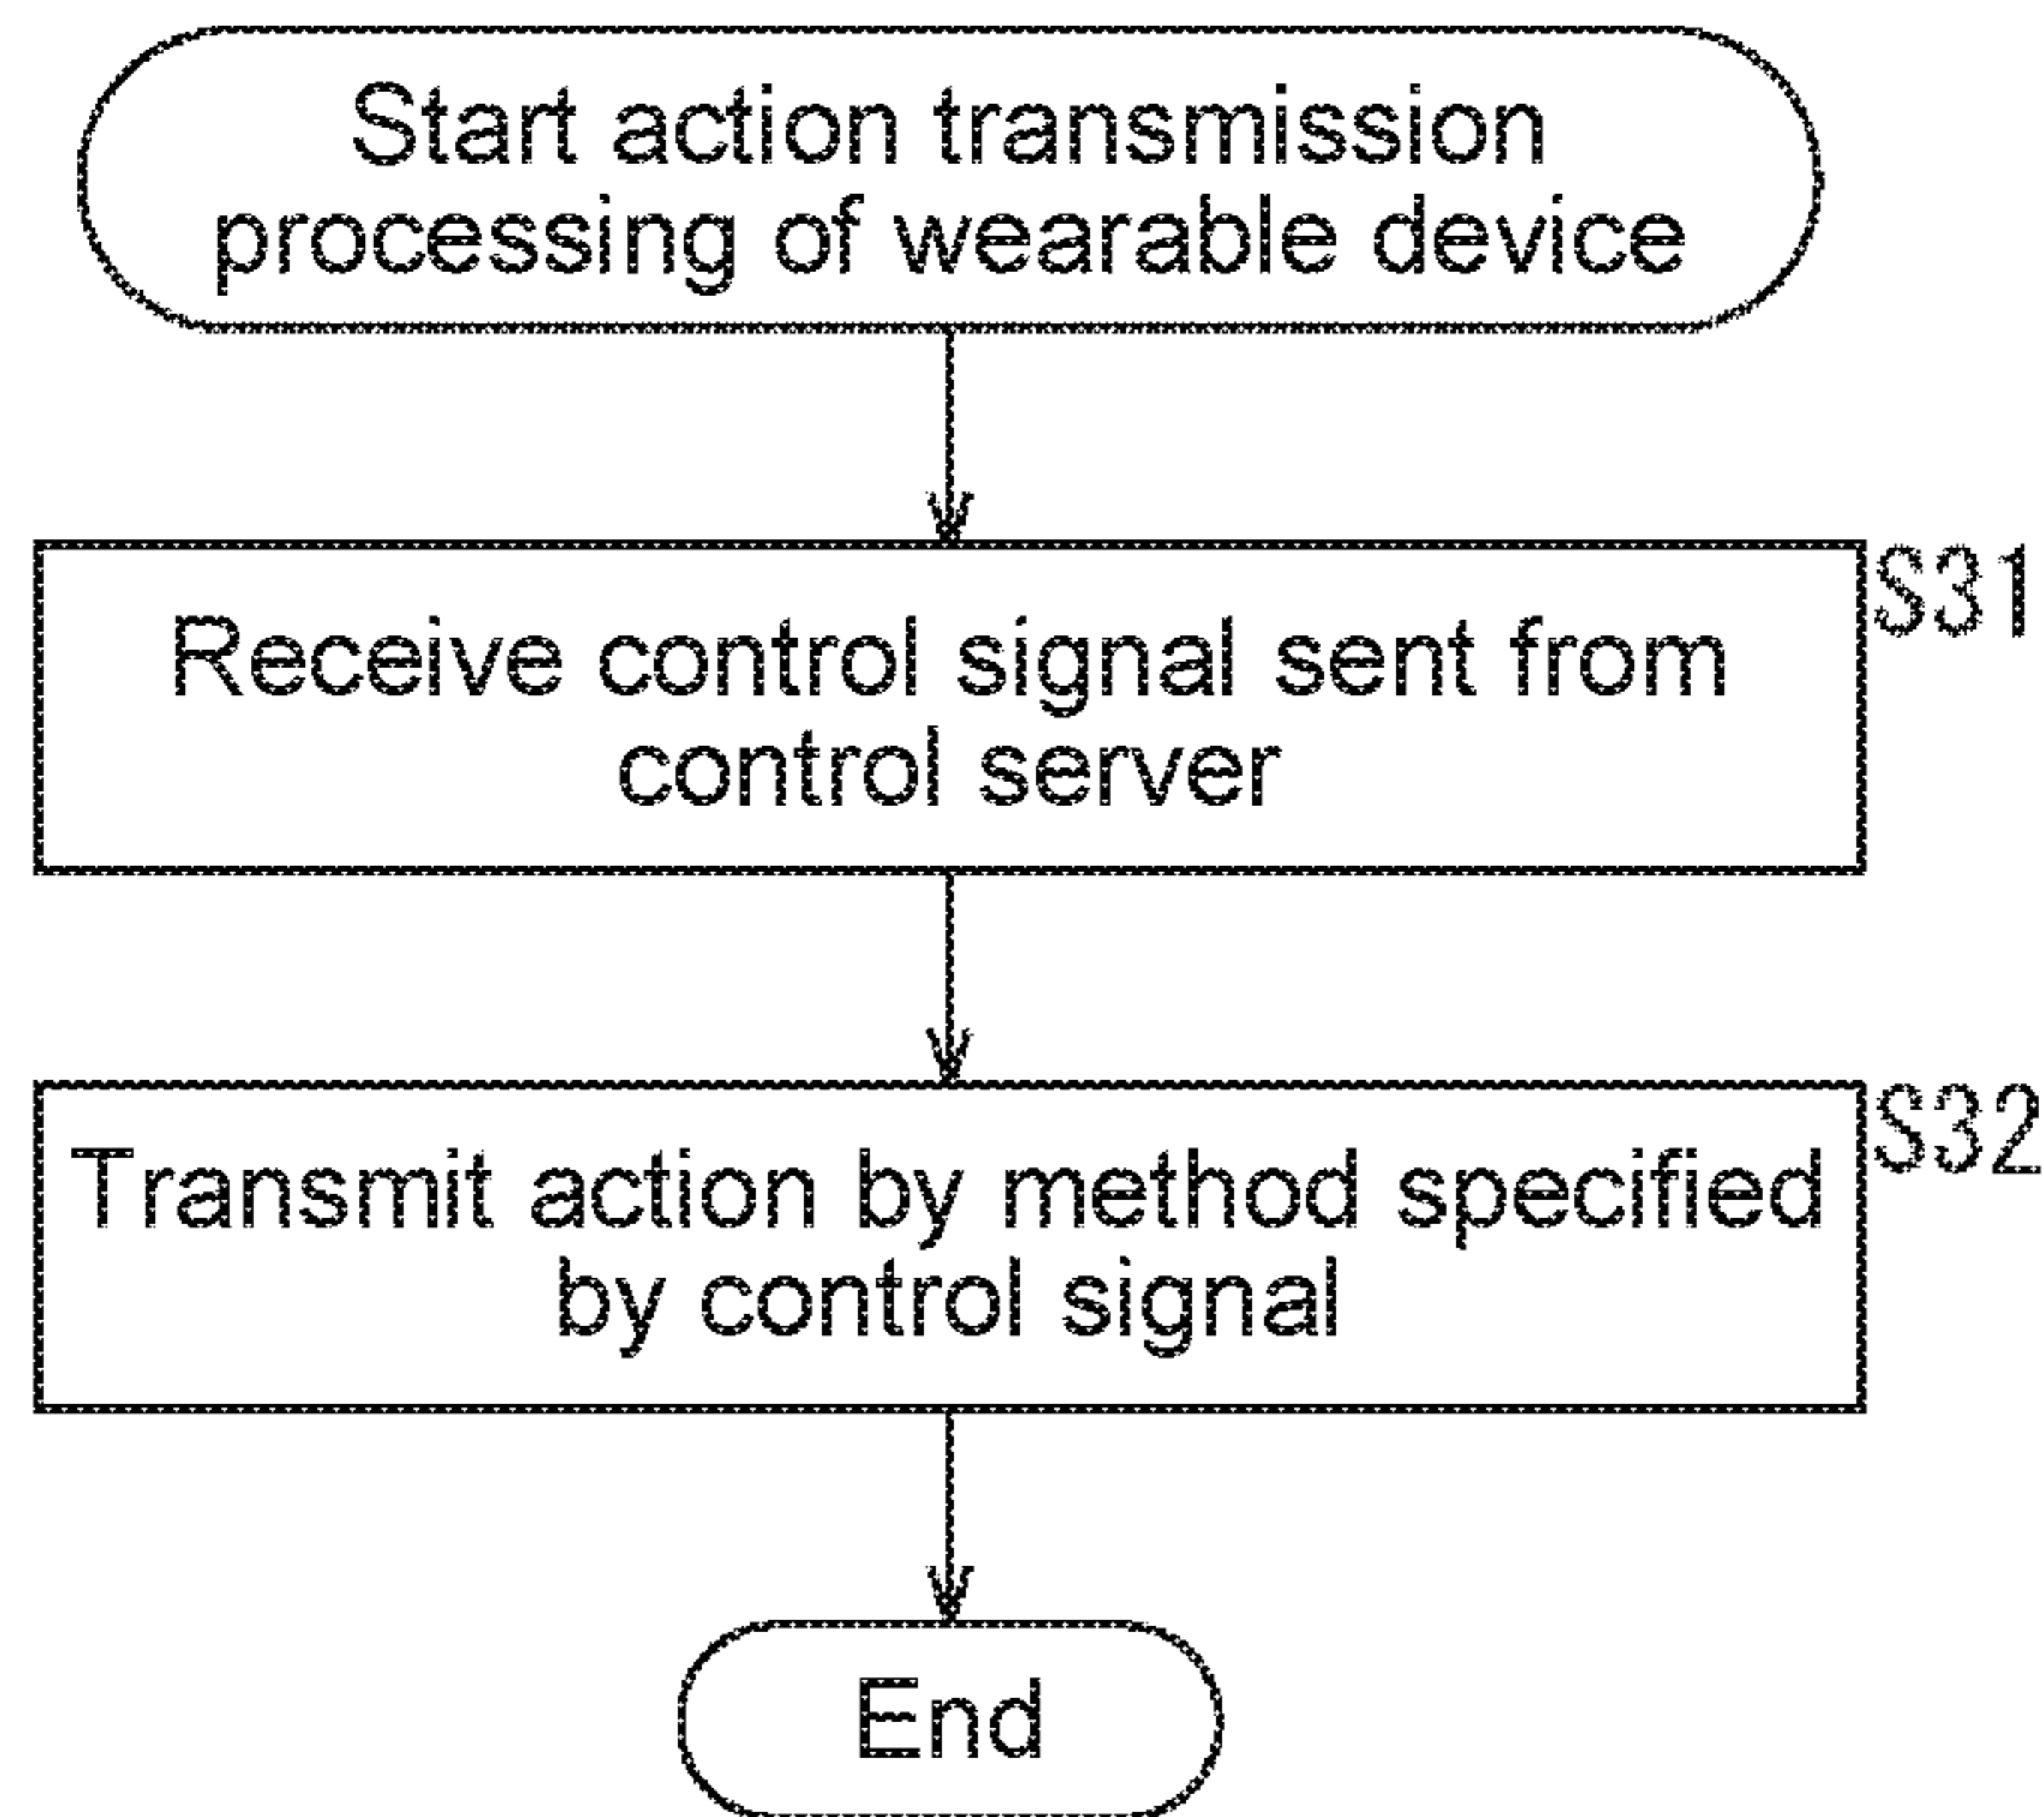 Start action transmission
processing of wearable device
S31
Receive control signal sent from
control server
S32
Transmit action by method specified
by control signal
End